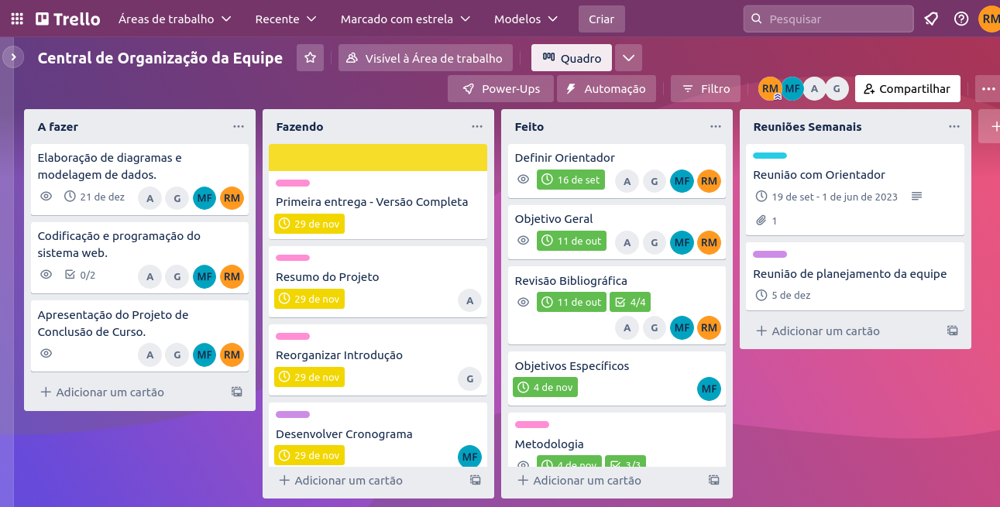 Trello Áreas de trabalho Recente Marcado com estrela Modelos Criar Pesquisar RM
Central de Organização da Equipe Visível à Área de trabalho Quadro
Power-Ups Automação Filtro RM MF A G Compartilhar
A fazer
Elaboração de diagramas e
modelagem de dados.
21 de dez A G MF RM
Codificação e programação do
sistema web.
0/2 A G MF RM
Apresentação do Projeto de
Conclusão de Curso.
A G MF RM
Adicionar um cartão
Fazendo
Primeira entrega - Versão Completa
29 de nov
Resumo do Projeto
29 de nov A
Reorganizar Introdução
29 de nov G
Desenvolver Cronograma
29 de nov MF
Adicionar um cartão
Feito
Definir Orientador
16 de set A G MF RM
Objetivo Geral
11 de out A G MF RM
Revisão Bibliográfica
11 de out 4/4
A G MF RM
Objetivos Específicos
4 de nov MF
Metodologia
4 de nov 3/3
Adicionar um cartão
Reuniões Semanais
Reunião com Orientador
19 de set - 1 de jun de 2023
1
Reunião de planejamento da equipe
5 de dez
Adicionar um cartão